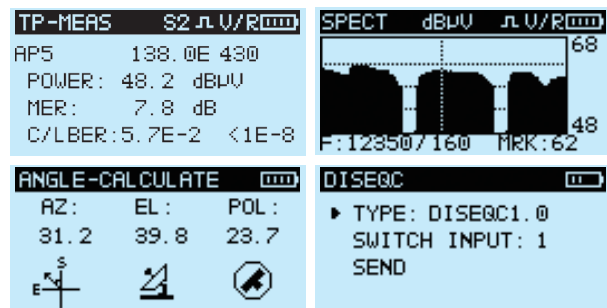 TP-MEAS S2 V/R
AP5 138.0E 430
POWER: 48.2 dBµV
MER: 7.8 dB
C/LBER:5.7E-2 <1E-8
SPECT dBµV V/R
68
48
F:12350/160 MRK:62
ANGLE-CALCULATE
AZ: EL: POL:
31.2 39.8 23.7
S
E
DISEQC
TYPE: DISEQC1.0
SWITCH INPUT: 1
SEND